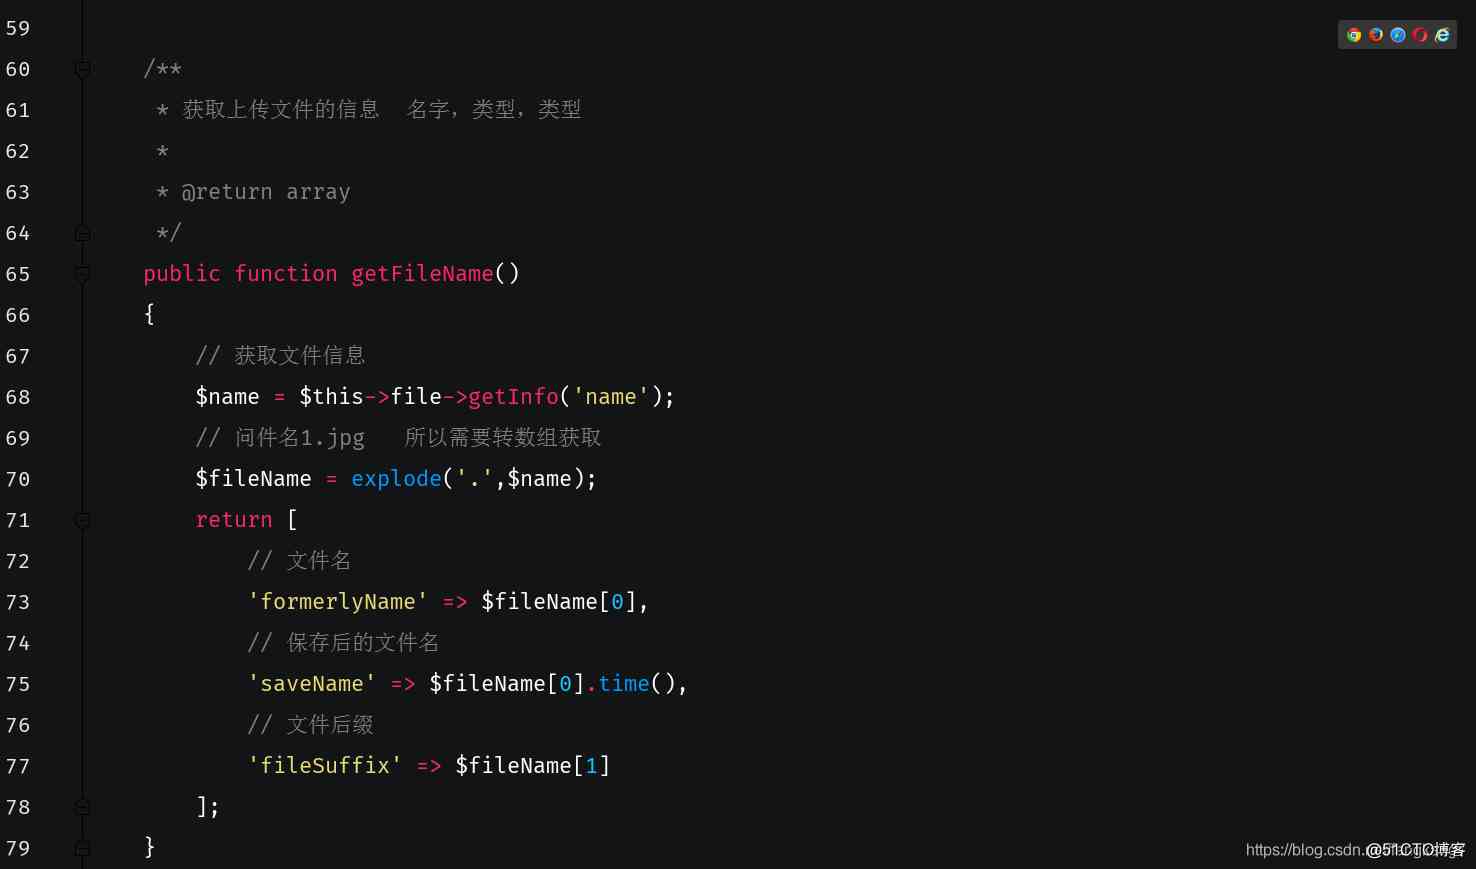 59
60 /**
61 * 获取上传文件的信息 名字，类型，类型
62 *
63 * @return array
64 */
65 public function getFileName()
66 {
67 // 获取文件信息
68 $name = $this->file->getInfo('name');
69 // 问件名1.jpg 所以需要转数组获取
70 $fileName = explode('.',$name);
71 return [
72 // 文件名
73 'formerlyName' => $fileName[0],
74 // 保存后的文件名
75 'saveName' => $fileName[0].time(),
76 // 文件后缀
77 'fileSuffix' => $fileName[1]
78 ];
79 }
https://blog.csdn. @51CTO博客